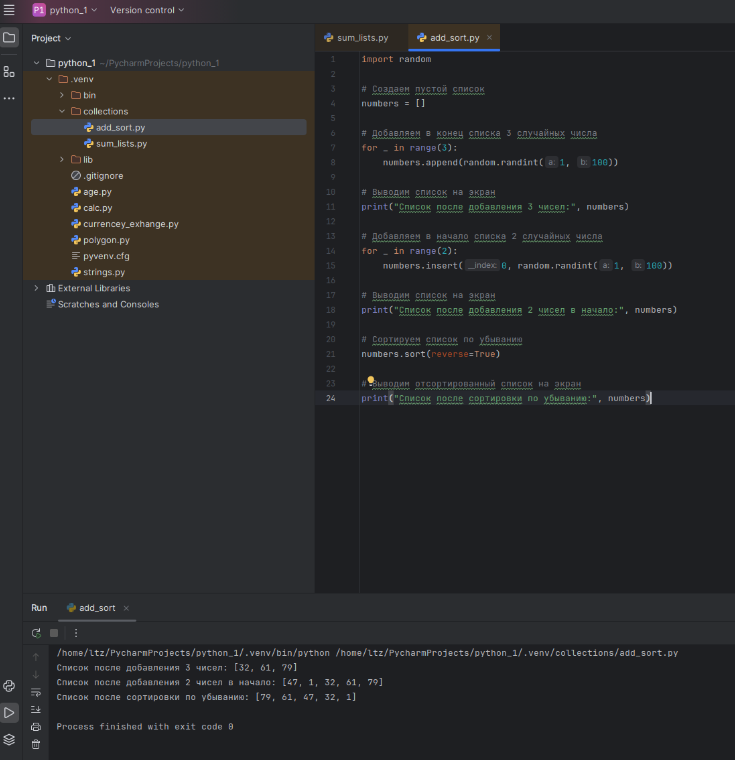 P1 python_1 Version control
Project
sum_lists.py
add_sort.py
python_1 ~/PycharmProjects/python_1
.venv
bin
collections
add_sort.py
sum_lists.py
lib
.gitignore
age.py
calc.py
currencey_exhange.py
polygon.py
pyvenv.cfg
strings.py
External Libraries
Scratches and Consoles
1 import random
2
3 # Создаем пустой список
4 numbers = []
5
6 # Добавляем в конец списка 3 случайных числа
7 for _ in range(3):
8 numbers.append(random.randint( a: 1, b: 100))
9
10 # Выводим список на экран
11 print("Список после добавления 3 чисел:", numbers)
12
13 # Добавляем в начало списка 2 случайных числа
14 for _ in range(2):
15 numbers.insert( __index: 0, random.randint( a: 1, b: 100))
16
17 # Выводим список на экран
18 print("Список после добавления 2 чисел в начало:", numbers)
19
20 # Сортируем список по убыванию
21 numbers.sort(reverse=True)
22
23 # Выводим отсортированный список на экран
24 print("Список после сортировки по убыванию:", numbers)
Run add_sort
/home/ltz/PycharmProjects/python_1/.venv/bin/python /home/ltz/PycharmProjects/python_1/.venv/collections/add_sort.py
Список после добавления 3 чисел: [32, 61, 79]
Список после добавления 2 чисел в начало: [47, 1, 32, 61, 79]
Список после сортировки по убыванию: [79, 61, 47, 32, 1]
Process finished with exit code 0